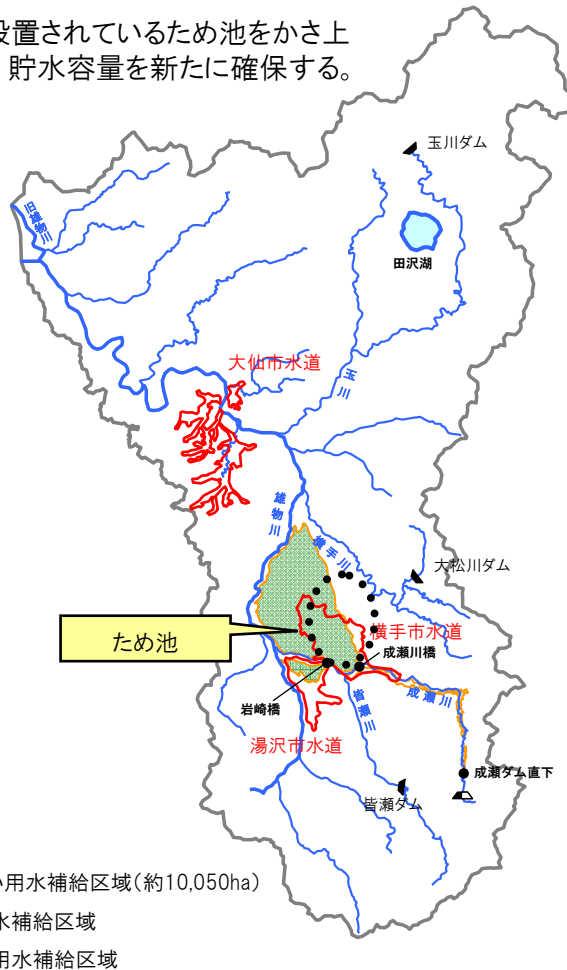 設置されているため池をかさ上
貯水容量を新たに確保する。
玉川ダム
旧雄物川
田沢湖
大仙市水道
玉川
雄物川
横手川
大松川ダム
ため池
横手市水道
成瀬川橋
岩崎橋
皆瀬川
成瀬川
湯沢市水道
成瀬ダム直下
皆瀬ダム
い用水補給区域(約10,050ha)
水補給区域
用水補給区域